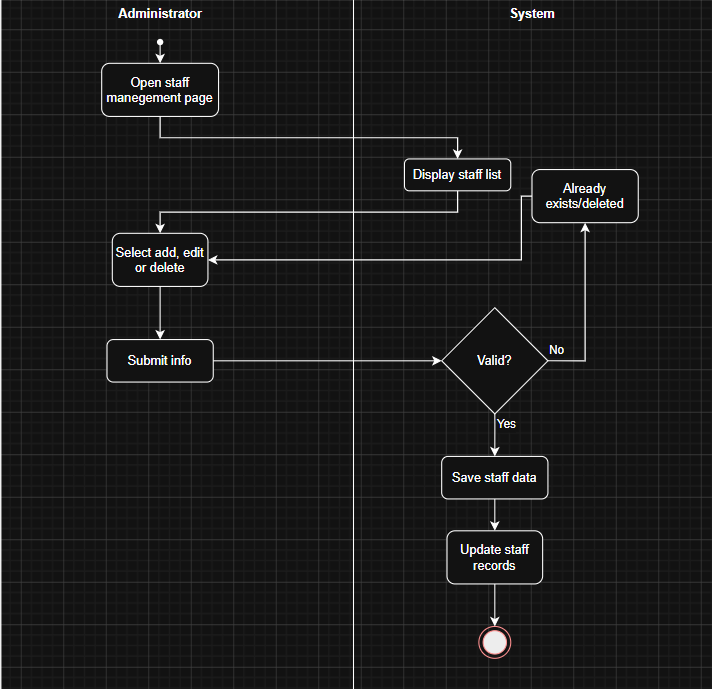 Administrator
System
Open staff
manegement page
Display staff list
Already
exists/deleted
Select add, edit
or delete
Submit info
Valid?
No
Yes
Save staff data
Update staff
records